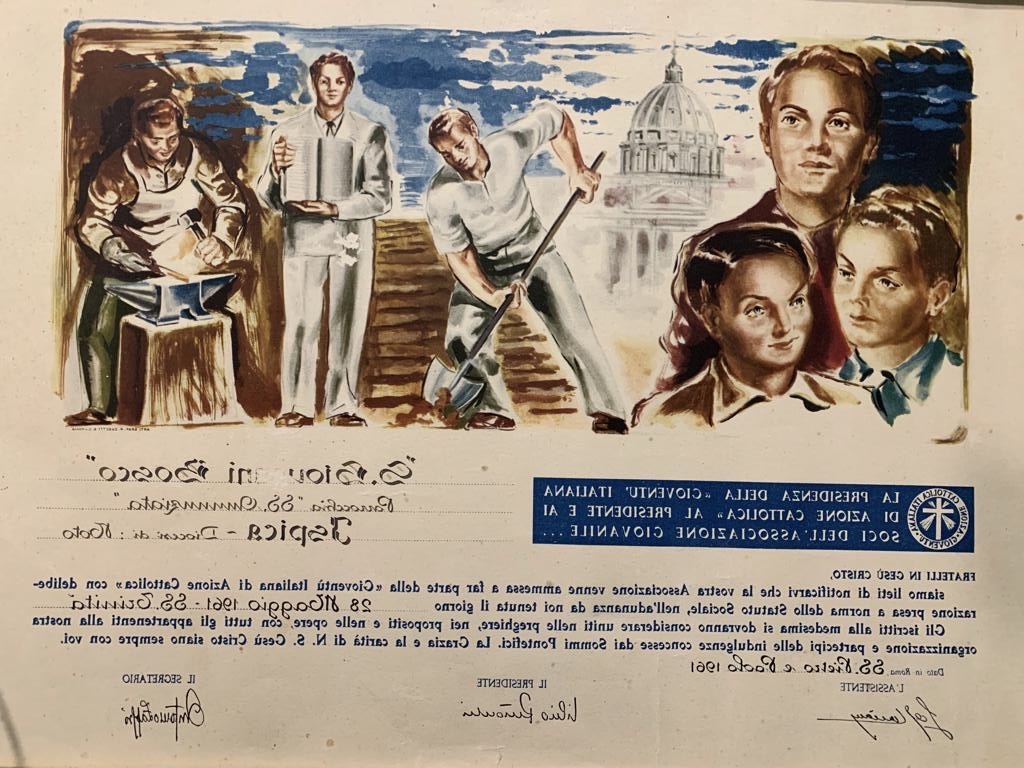 "S. Giovanni Bosco"
Parrocchia "SS. Annunziata"
Ispica - Diocesi di: Noto
AZIONE CATTOLICA ITALIANA · GIOVENTÙ
LA PRESIDENZA DELLA «GIOVENTU' ITALIANA
DI AZIONE CATTOLICA» AL PRESIDENTE E AI
SOCI DELL'ASSOCIAZIONE GIOVANILE...
FRATELLI IN GESÙ CRISTO,
siamo lieti di notificarvi che la vostra Associazione venne ammessa a far parte della «Gioventù Italiana di Azione Cattolica» con delibe-
razione presa a norma dello Statuto Sociale, nell'adunanza da noi tenuta il giorno 28 Maggio 1961 - SS. Trinità
Gli iscritti alla medesima si dovranno considerare uniti nelle preghiere, nei propositi e nelle opere, con tutti gli appartenenti alla nostra
organizzazione e partecipi delle indulgenze concesse dai Sommi Pontefici. La Grazia e la carità di N. S. Gesù Cristo siano sempre con voi.
Dato in Roma, SS. Pietro e Paolo 1961
L'ASSISTENTE
IL PRESIDENTE
IL SECRETARIO